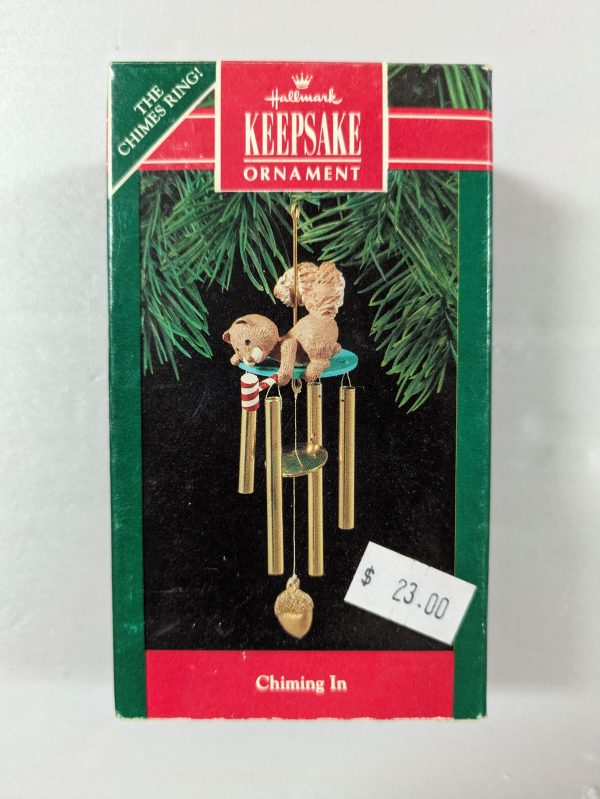 THE
CHIMES RING!
Hallmark
KEEPSAKE
ORNAMENT
$ 23.00
Chiming In